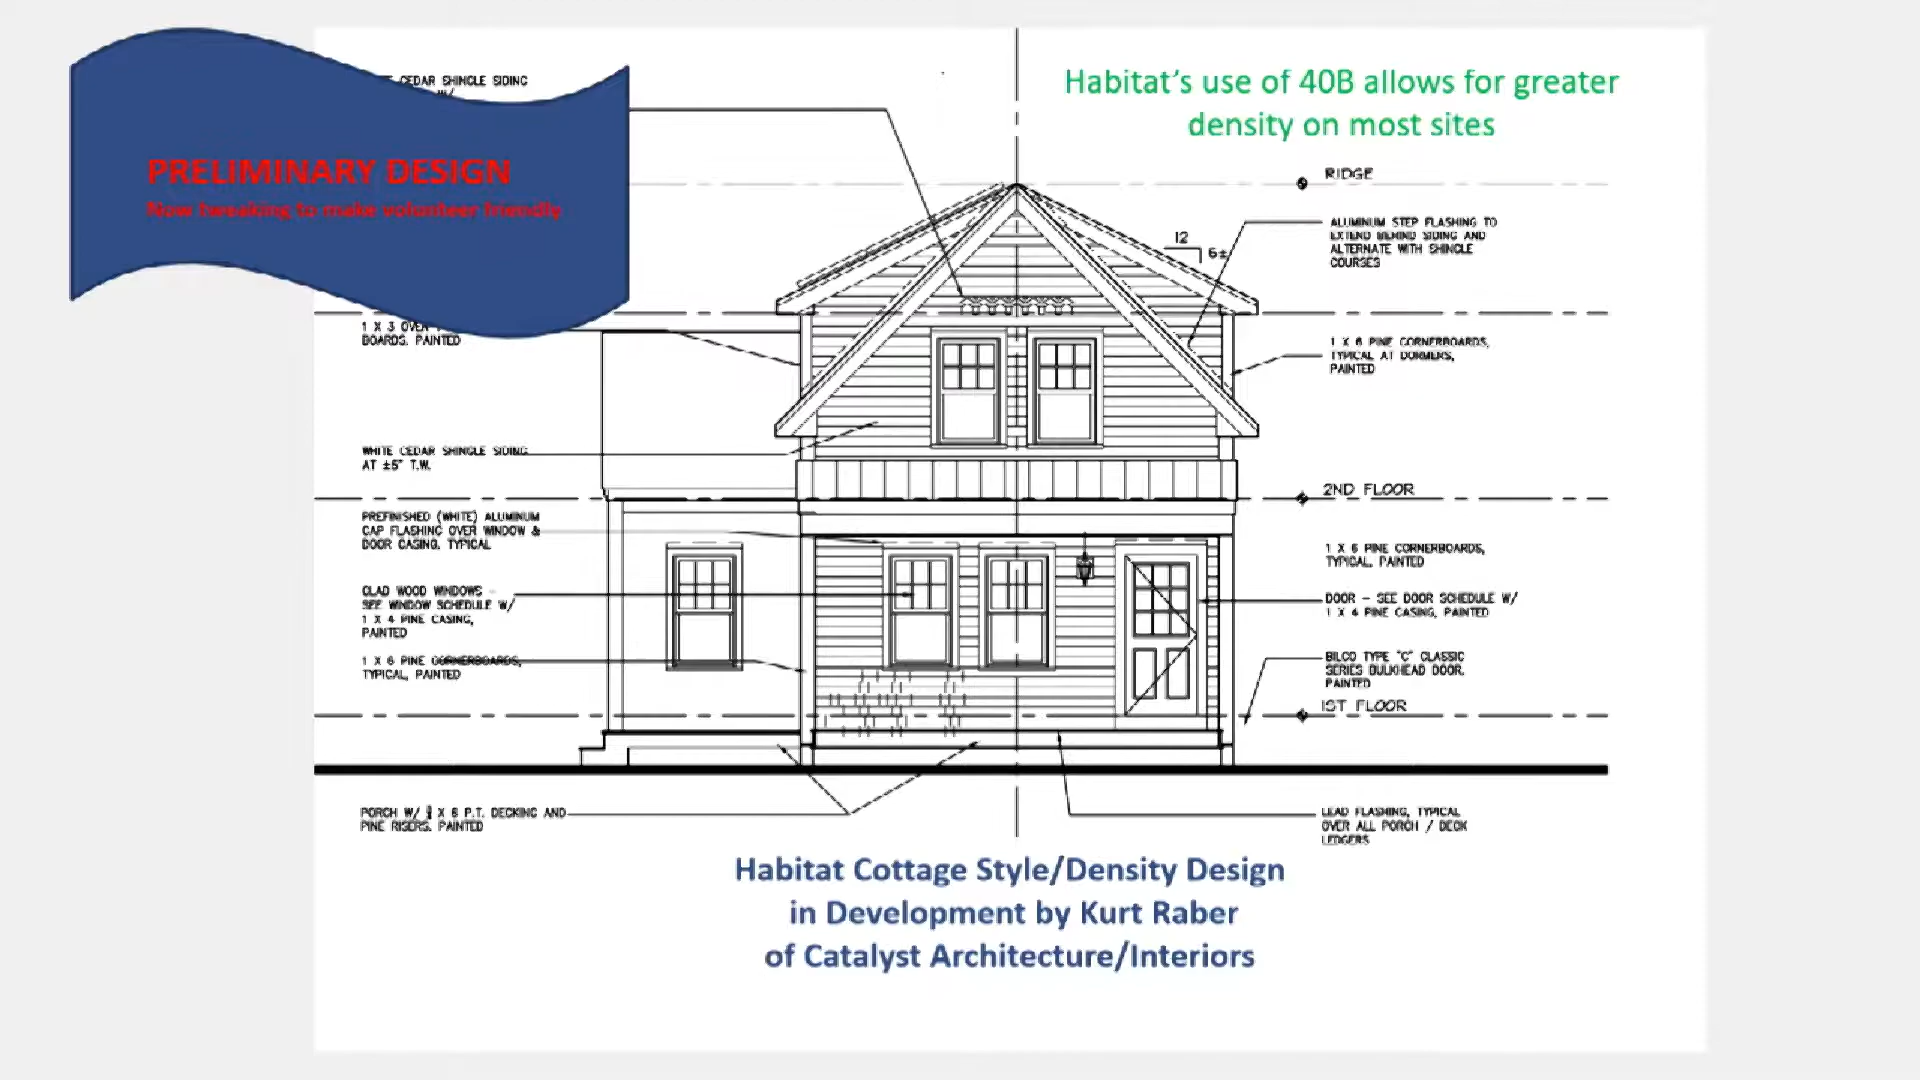 CEDAR SHINGLE SIDING
W/
PRELIMINARY DESIGN
Now tweaking to make volunteer friendly
Habitat's use of 40B allows for greater
density on most sites
RIDGE
12
6±
ALUMINUM STEP FLASHING TO
EXTEND BEHIND SIDING AND
ALTERNATE WITH SHINGLE
COURSES
1 X 3 OVER
BOARDS, PAINTED
1 X 6 PINE CORNERBOARDS,
TYPICAL AT DORMERS,
PAINTED
WHITE CEDAR SHINGLE SIDING
AT ±5" T.W.
2ND FLOOR
PREFINISHED (WHITE) ALUMINUM
CAP FLASHING OVER WINDOW &
DOOR CASING, TYPICAL
1 X 6 PINE CORNERBOARDS,
TYPICAL, PAINTED
CLAD WOOD WINDOWS -
SEE WINDOW SCHEDULE W/
1 X 4 PINE CASING,
PAINTED
DOOR - SEE DOOR SCHEDULE W/
1 X 4 PINE CASING, PAINTED
1 X 6 PINE CORNERBOARDS,
TYPICAL, PAINTED
BILCO TYPE "C" CLASSIC
SERIES BULKHEAD DOOR,
PAINTED
1ST FLOOR
PORCH W/ X 6 P.T. DECKING AND
PINE RISERS, PAINTED
LEAD FLASHING, TYPICAL
OVER ALL PORCH / DECK
LEDGERS
Habitat Cottage Style/Density Design
in Development by Kurt Raber
of Catalyst Architecture/Interiors